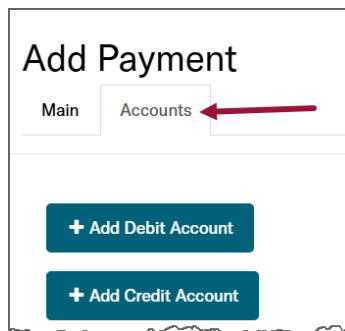 Add Payment
Main Accounts
+ Add Debit Account
+ Add Credit Account